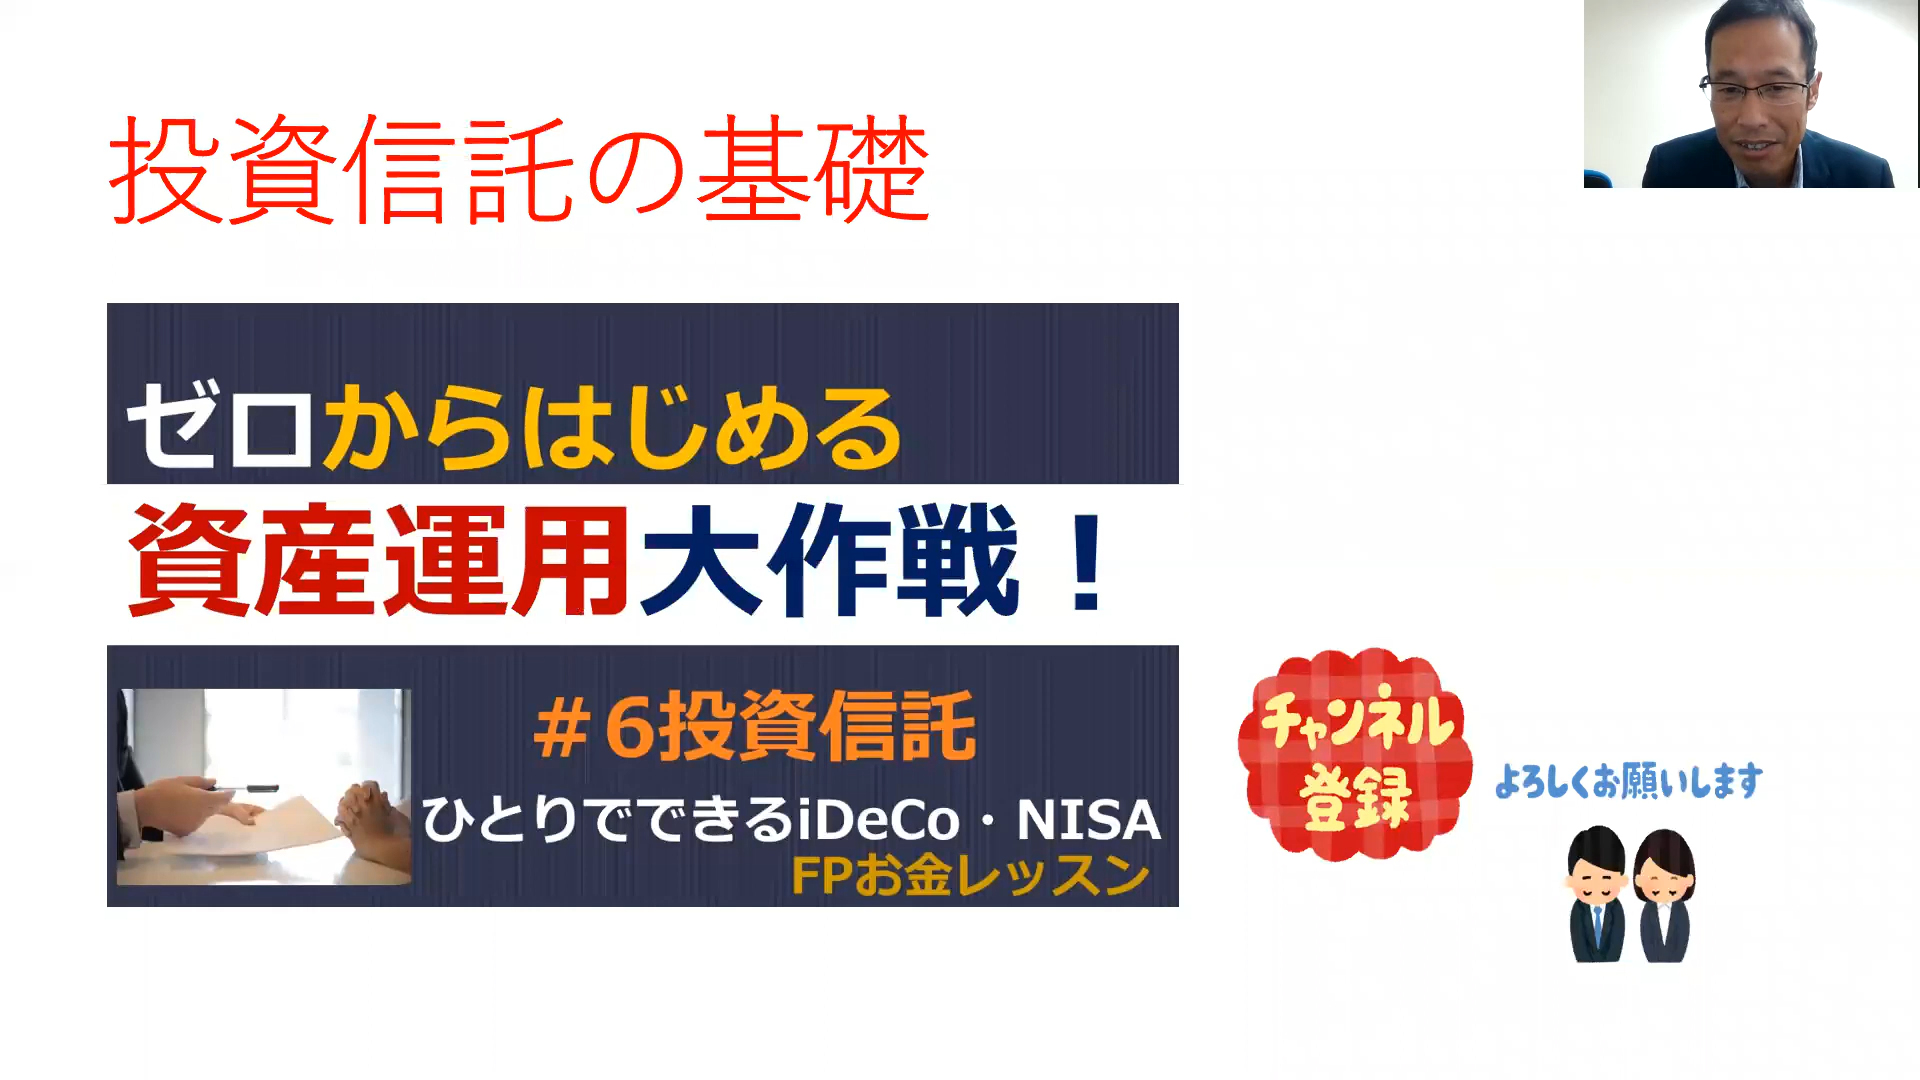 投資信託の基礎
ゼロからはじめる
資産運用大作戦！
＃6投資信託
ひとりでできるiDeCo・NISA
FPお金レッスン
チャンネル
登録
よろしくお願いします